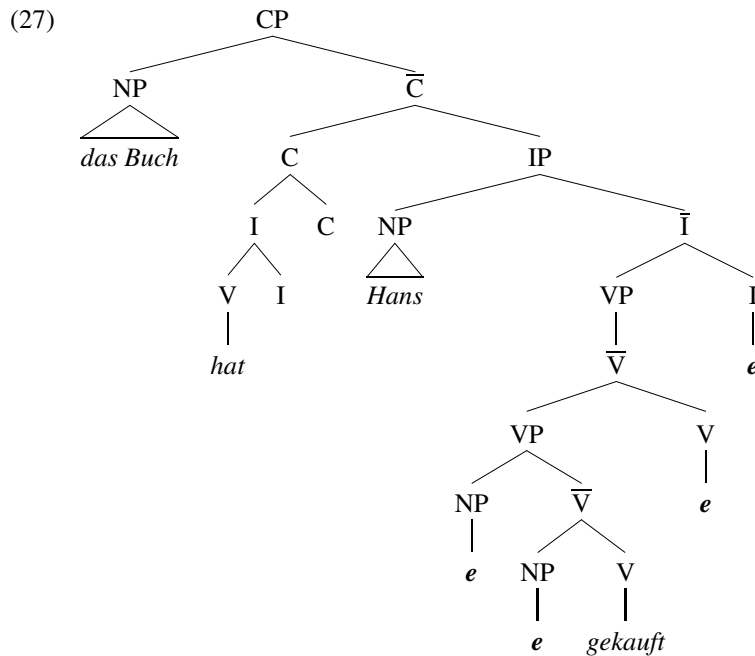 (27) CP
NP C̅
das Buch C IP
I C NP I̅
V I Hans VP I
hat V̅ e
VP V
NP V̅ e
e NP V
e gekauft